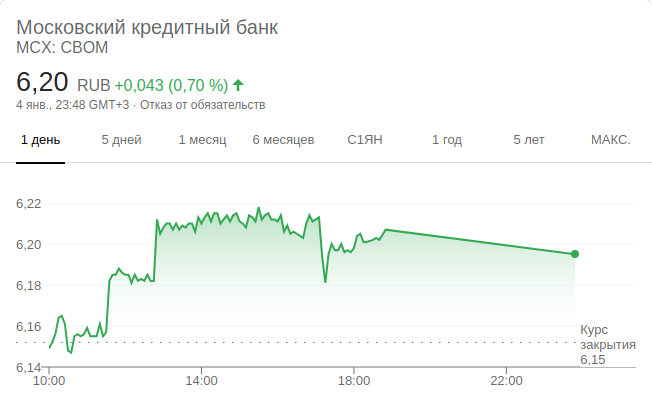 Московский кредитный банк
MCX: CBOM
6,20 RUB +0,043 (0,70 %)
4 янв., 23:48 GMT+3 · Отказ от обязательств
1 день 5 дней 1 месяц 6 месяцев С1ЯН 1 год 5 лет МАКС.
6,22
6,20
6,18
6,16
6,14
Курс
закрытия
6,15
10:00 14:00 18:00 22:00